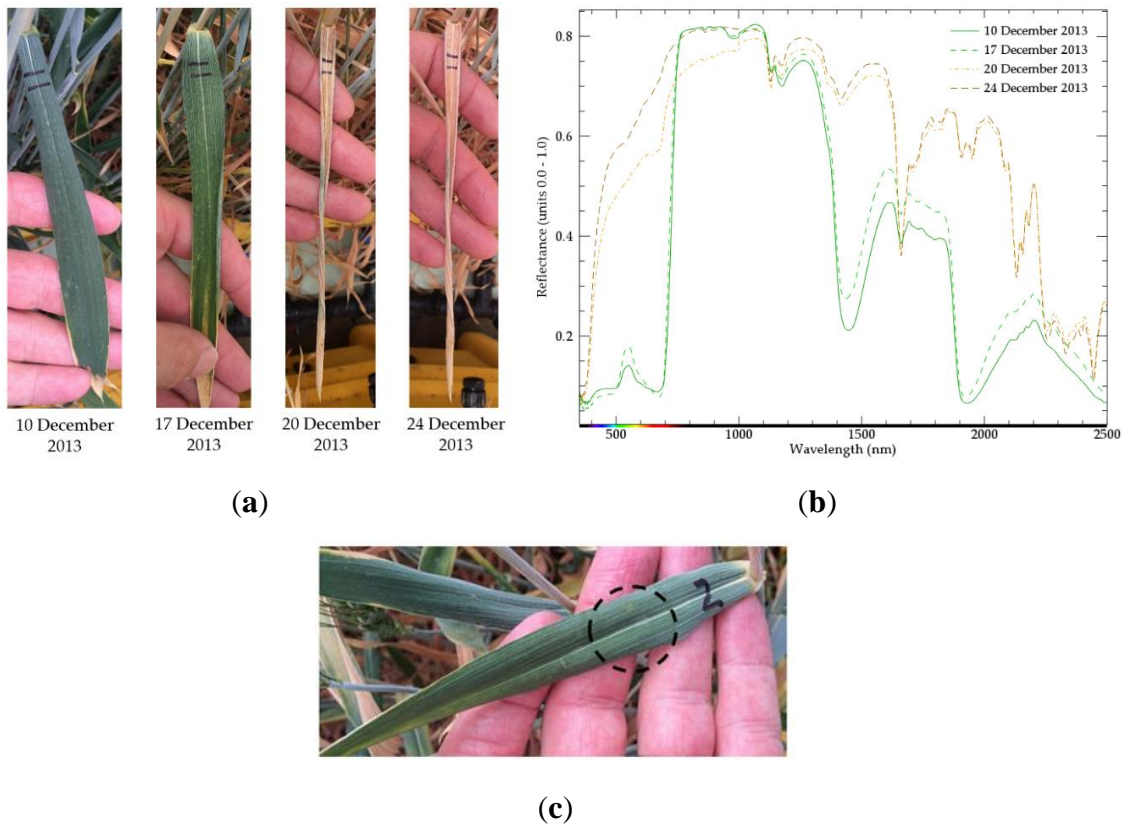 10 December
2013
17 December
2013
20 December
2013
24 December
2013
(a)
Reflectance (units 0.0 - 1.0)
0.8
0.6
0.4
0.2
10 December 2013
17 December 2013
20 December 2013
24 December 2013
500
1000
1500
2000
2500
Wavelength (nm)
(b)
2
(c)